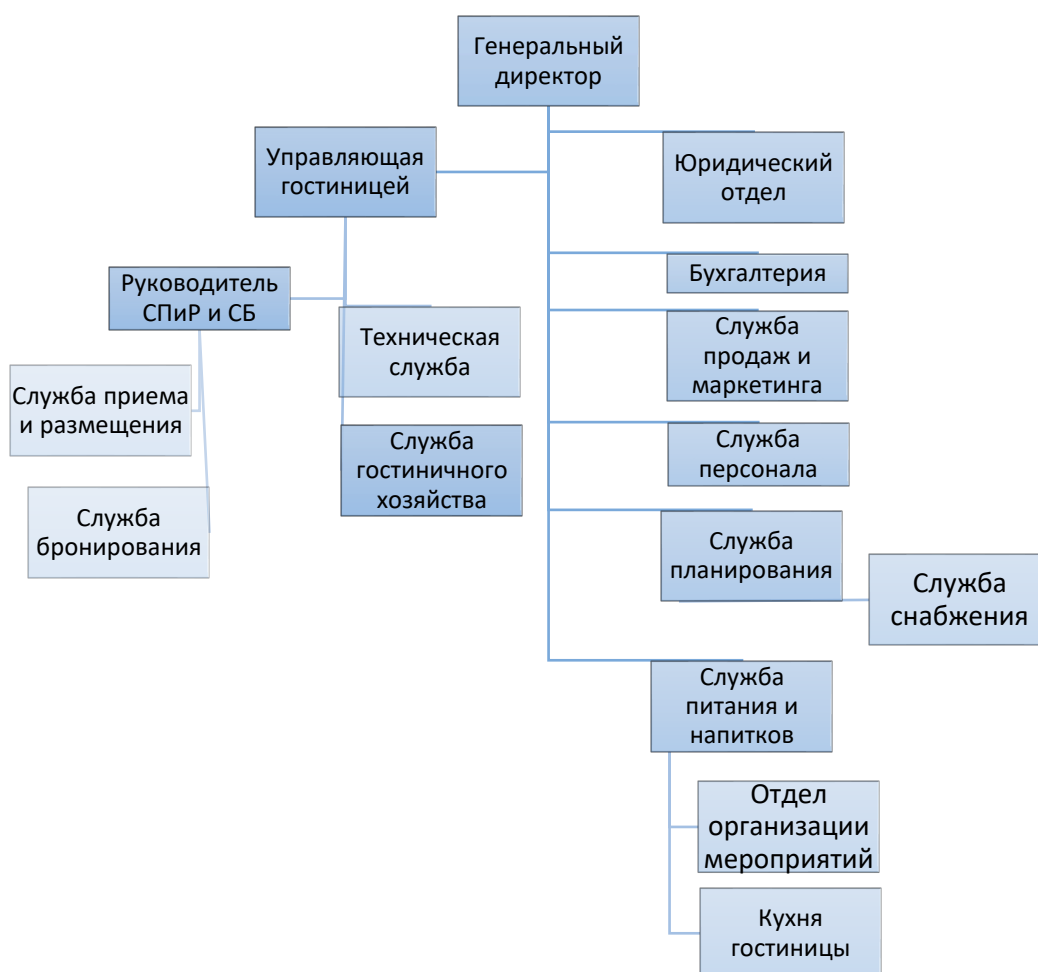 Генеральный
директор
Управляющая
гостиницей
Юридический
отдел
Руководитель
СПиР и СБ
Бухгалтерия
Техническая
служба
Служба
продаж и
маркетинга
Служба приема
и размещения
Служба
гостиничного
хозяйства
Служба
персонала
Служба
бронирования
Служба
планирования
Служба
снабжения
Служба
питания и
напитков
Отдел
организации
мероприятий
Кухня
гостиницы